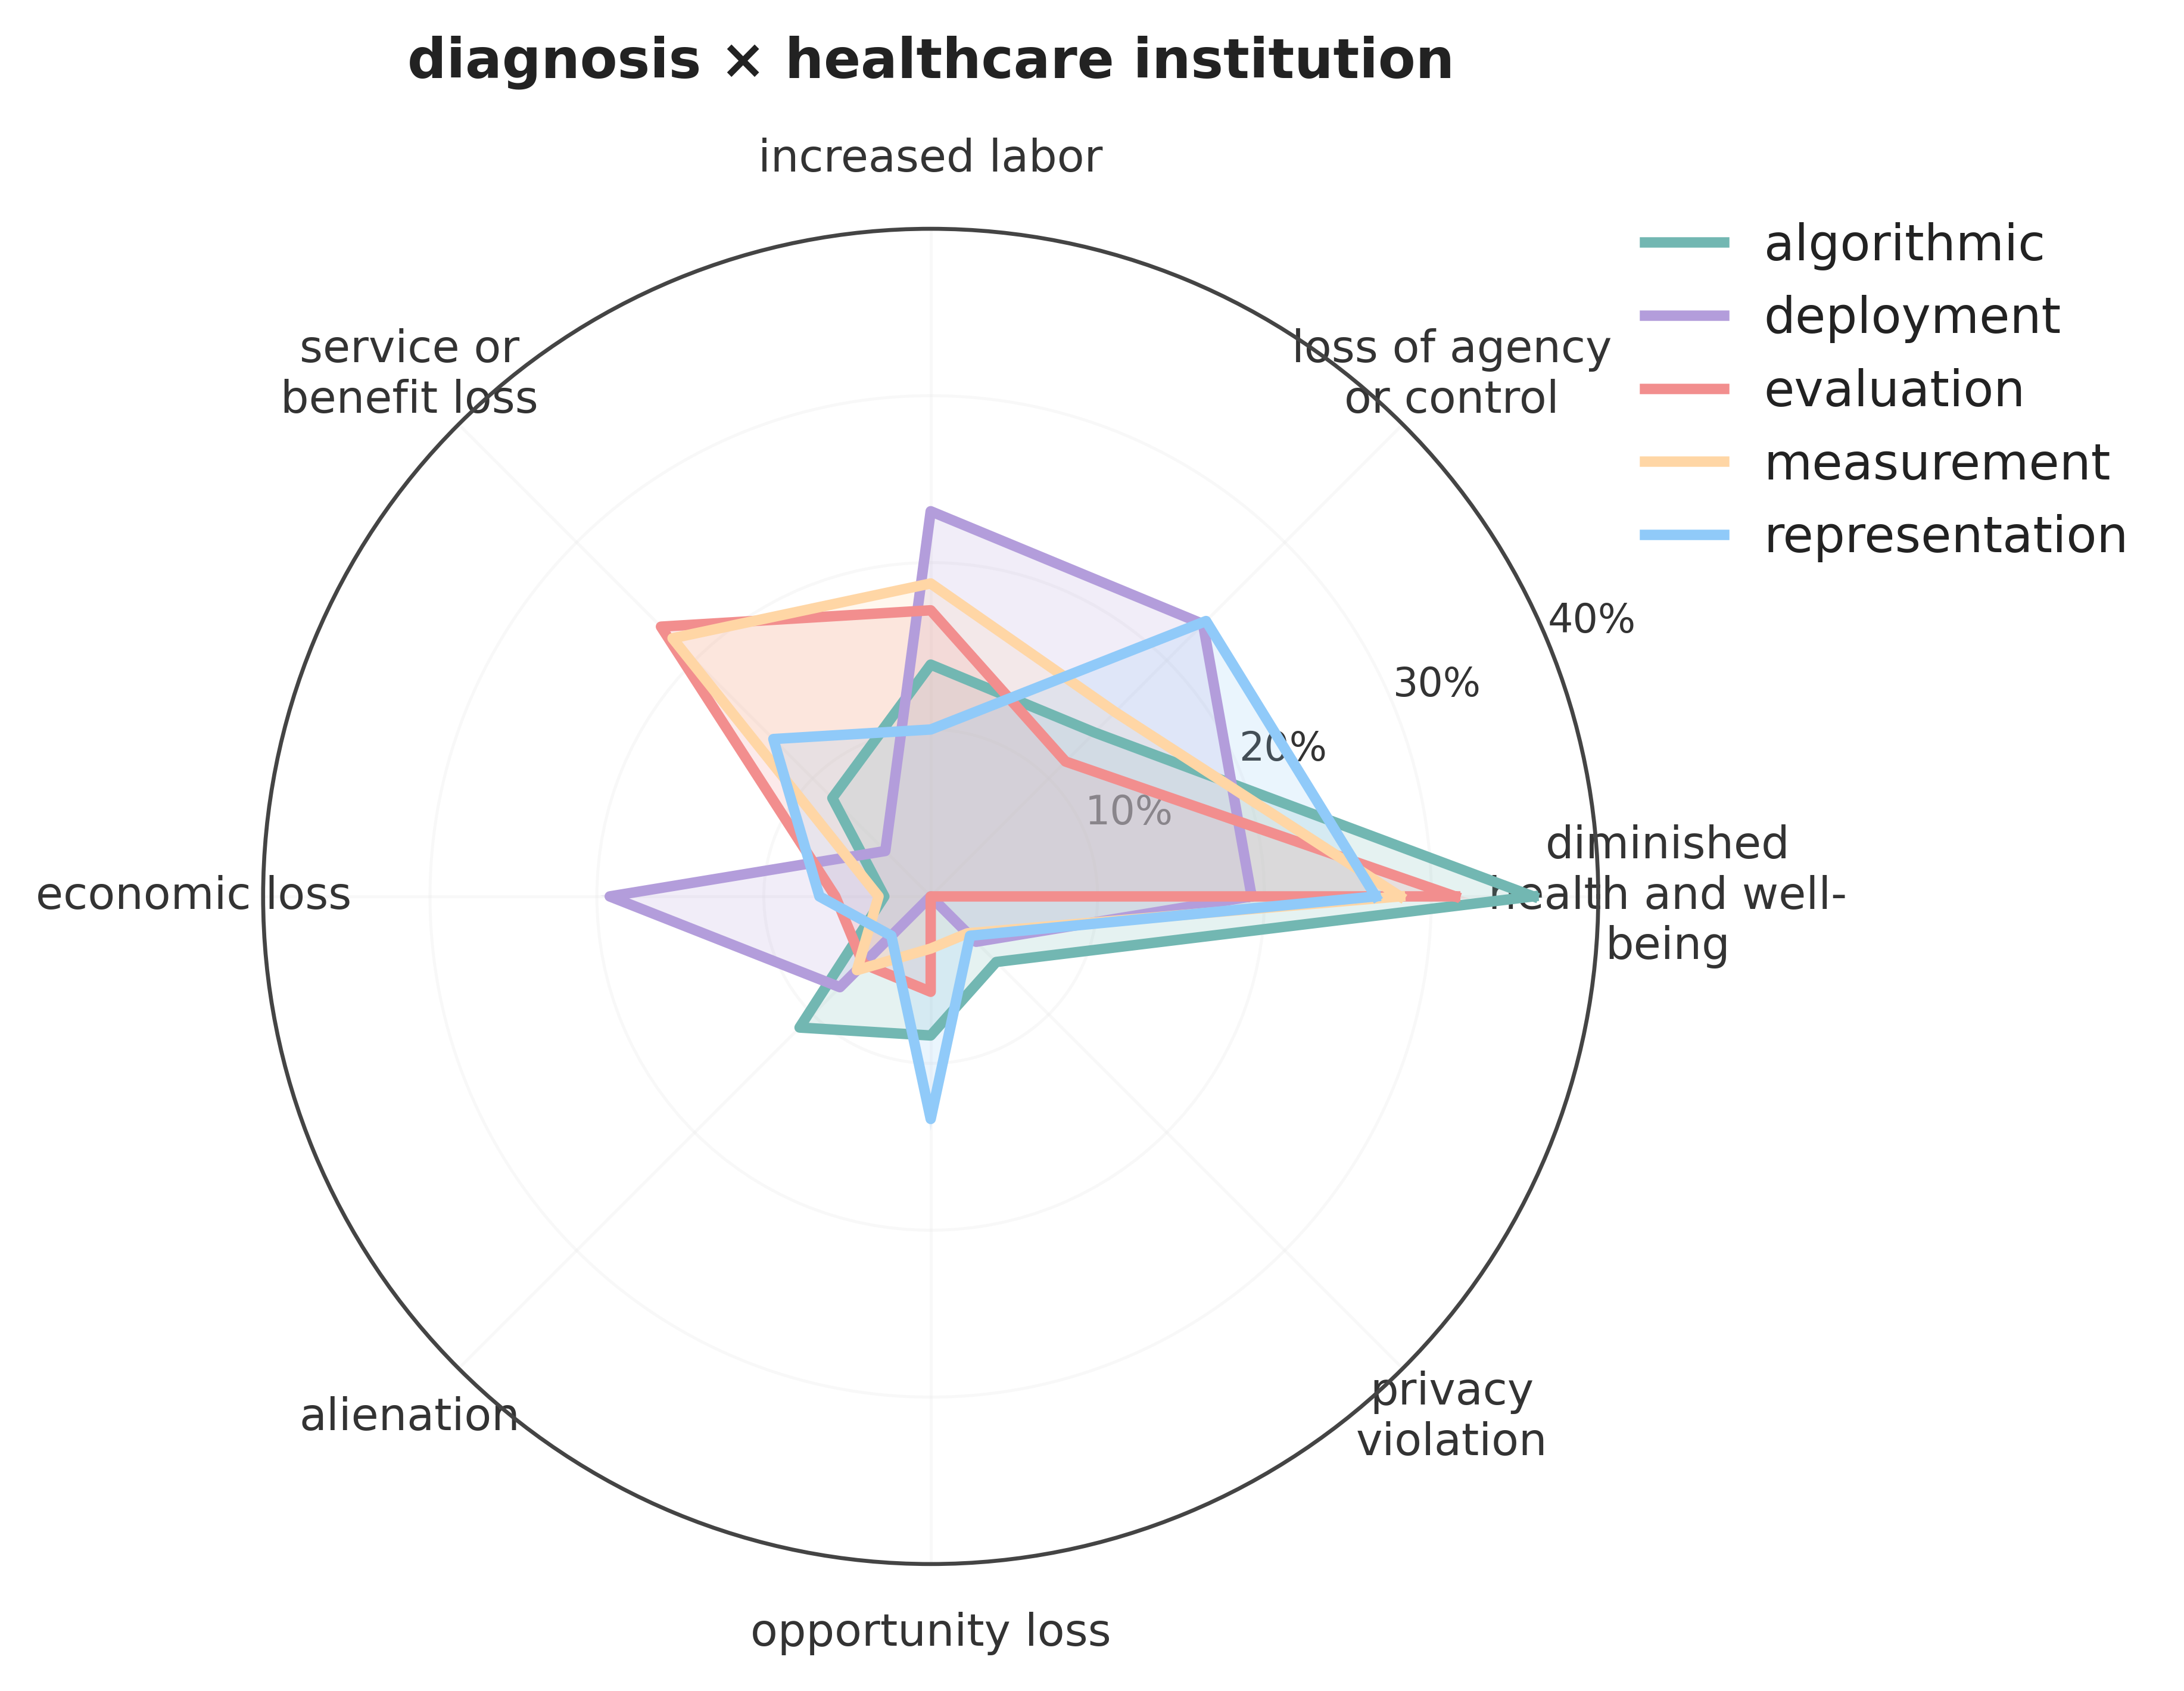 diagnosis × healthcare institution
increased labor
service or
benefit loss
loss of agency
or control
algorithmic
deployment
evaluation
measurement
representation
40%
30%
20%
10%
diminished
health and well-
being
economic loss
alienation
privacy
violation
opportunity loss